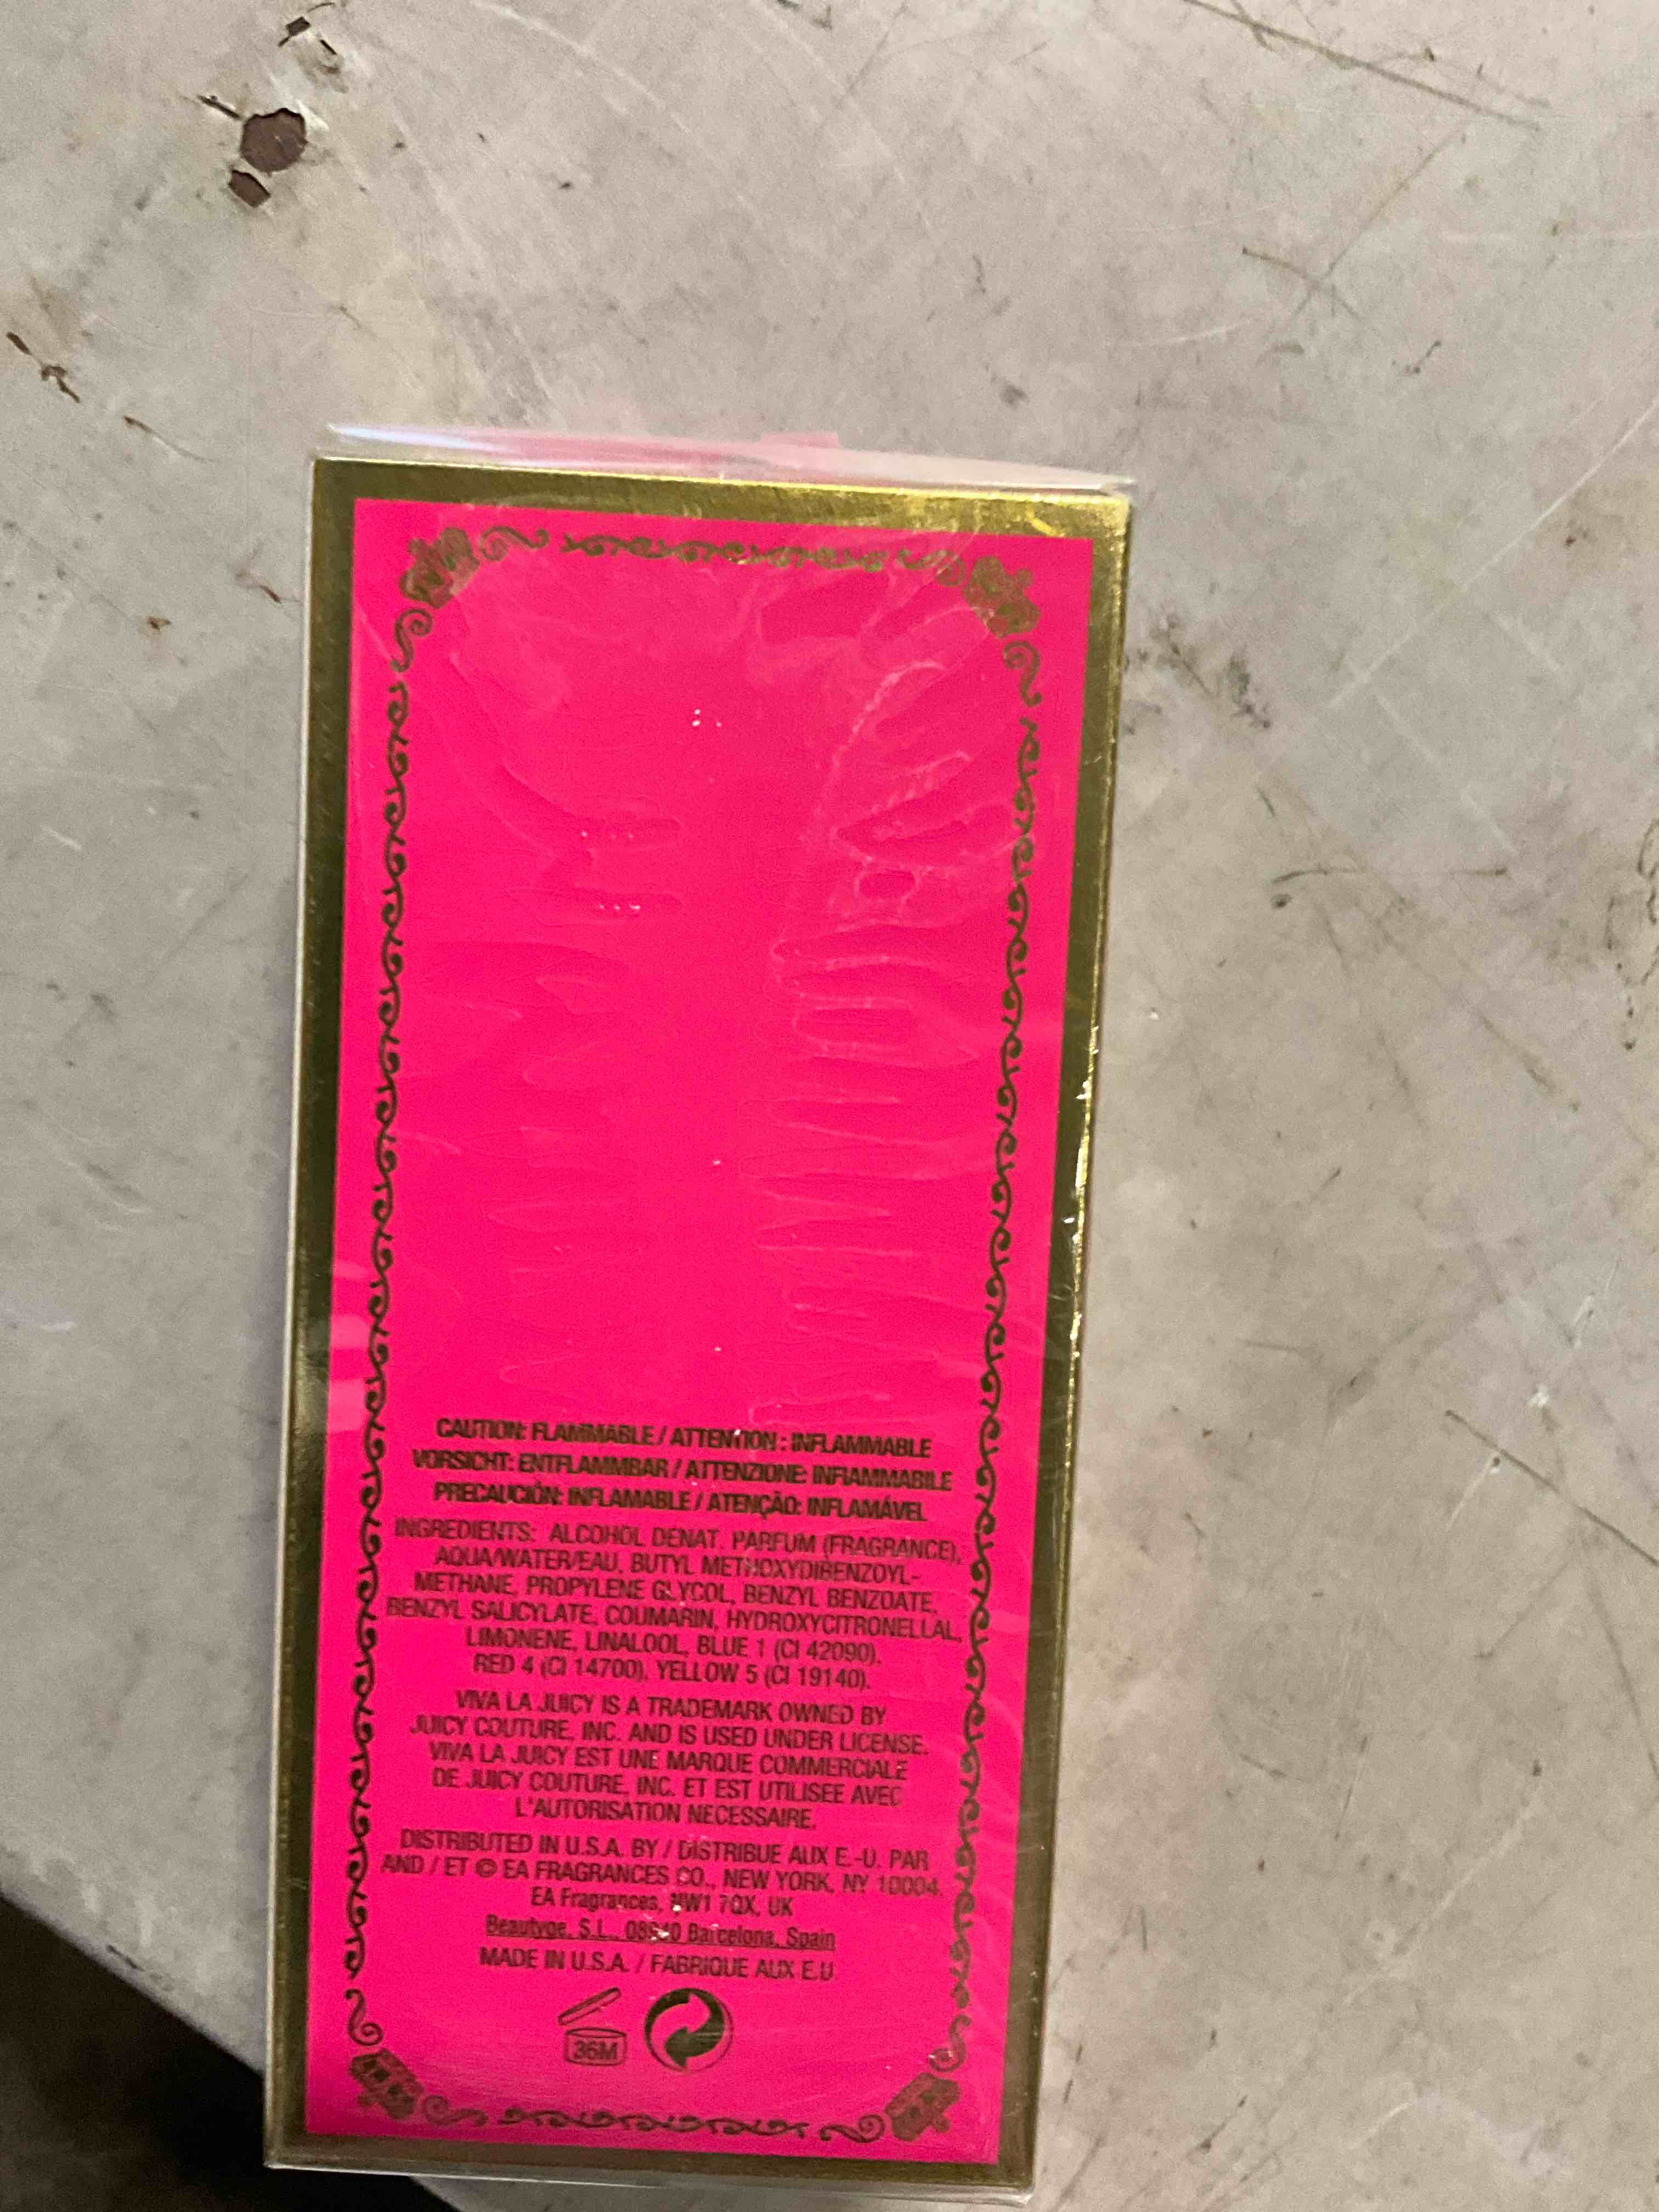 CAUTION: FLAMMABLE / ATTENTION : INFLAMMABLE
VORSICHT: ENTFLAMMBAR / ATTENZIONE: INFIAMMABILE
PRECAUCIÓN: INFLAMABLE / ATENÇÃO: INFLAMÁVEL
INGREDIENTS: ALCOHOL DENAT. PARFUM (FRAGRANCE),
AQUA/WATER/EAU, BUTYL METHOXYDIBENZOYL-
METHANE, PROPYLENE GLYCOL, BENZYL BENZOATE,
BENZYL SALICYLATE, COUMARIN, HYDROXYCITRONELLAL,
LIMONENE, LINALOOL, BLUE 1 (CI 42090),
RED 4 (CI 14700), YELLOW 5 (CI 19140).
VIVA LA JUICY IS A TRADEMARK OWNED BY
JUICY COUTURE, INC. AND IS USED UNDER LICENSE.
VIVA LA JUICY EST UNE MARQUE COMMERCIALE
DE JUICY COUTURE, INC. ET EST UTILISEE AVEC
L'AUTORISATION NECESSAIRE.
DISTRIBUTED IN U.S.A. BY / DISTRIBUE AUX E.-U. PAR
AND / ET © EA FRAGRANCES CO., NEW YORK, NY 10004.
EA Fragrances, NW1 7QX, UK
Beautyge, S.L. Barcelona, Spain
MADE IN U.S.A. / FABRIQUE AUX E.U
36M